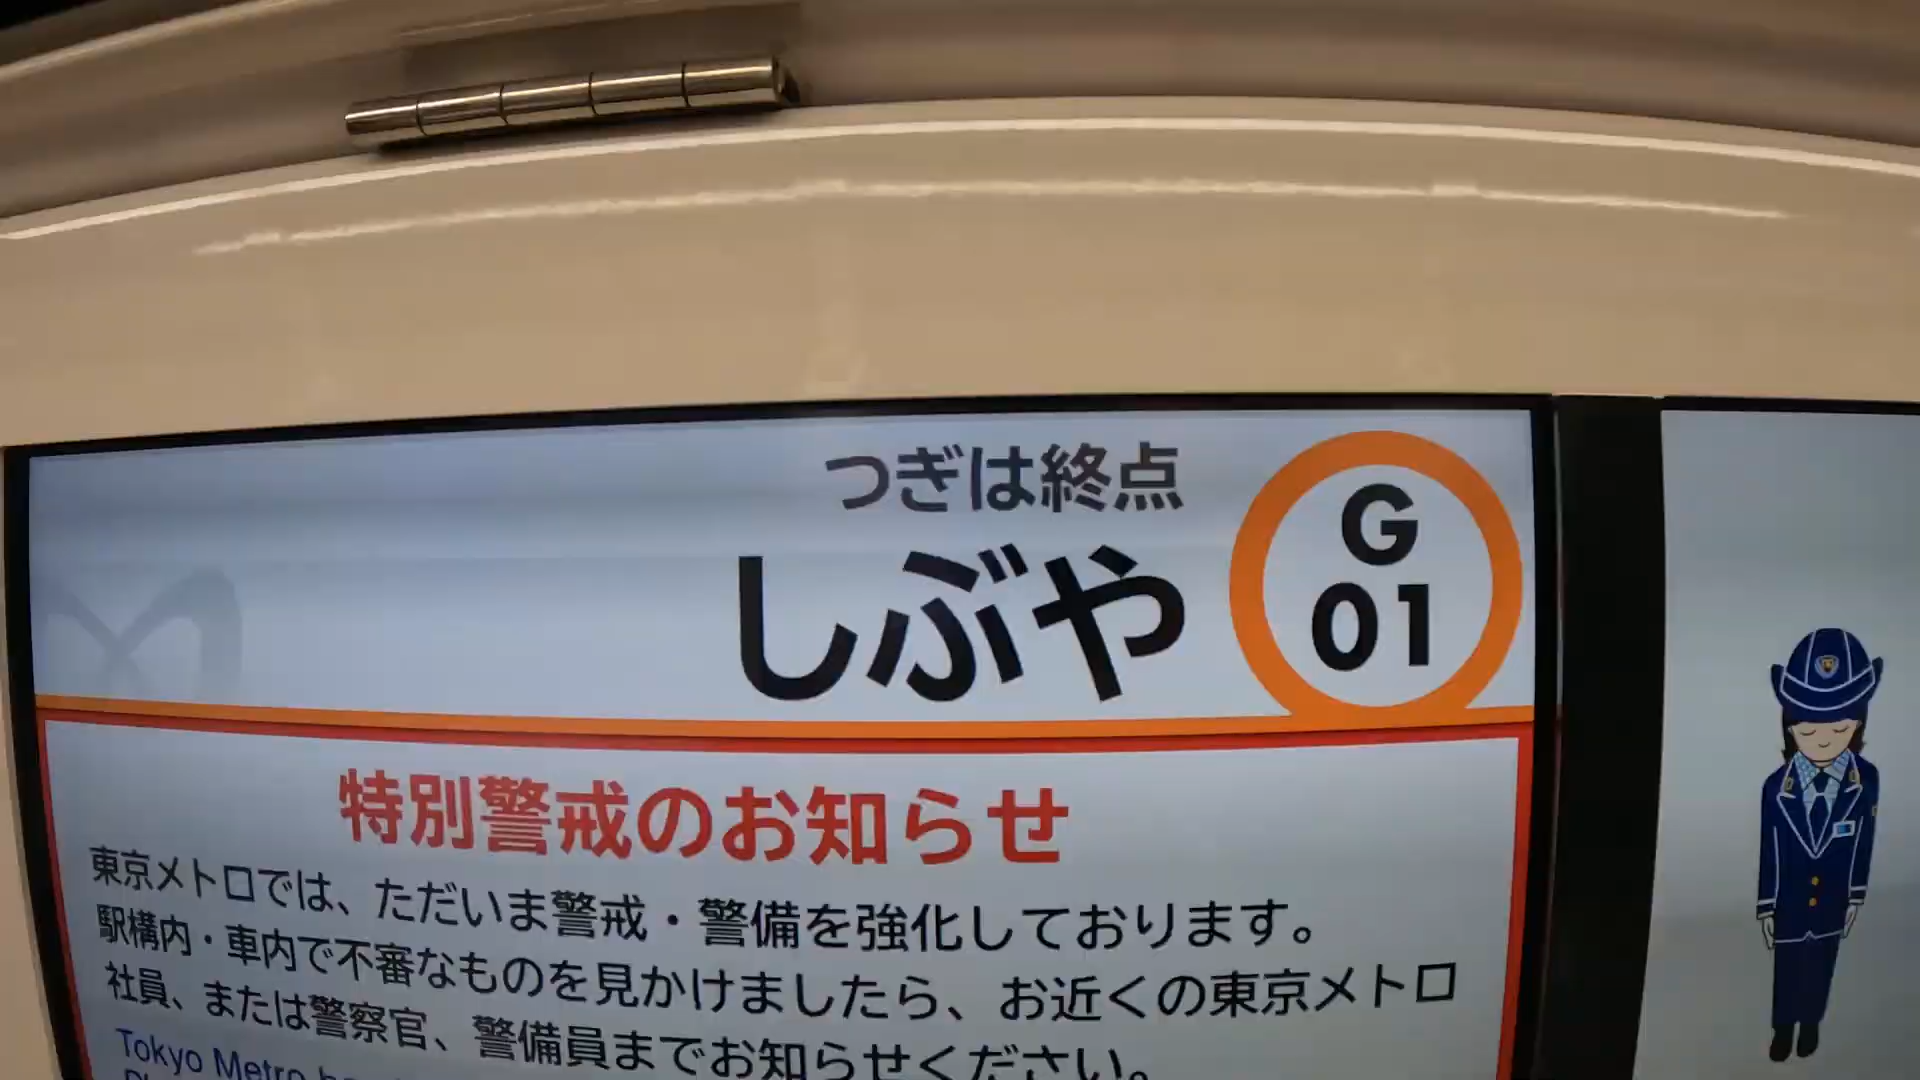 つぎは終点
しぶや
G
01
特別警戒のお知らせ
東京メトロでは、ただいま警戒・警備を強化しております。
駅構内・車内で不審なものを見かけましたら、お近くの東京メトロ
社員、または警察官、警備員までお知らせください。
Tokyo Metro